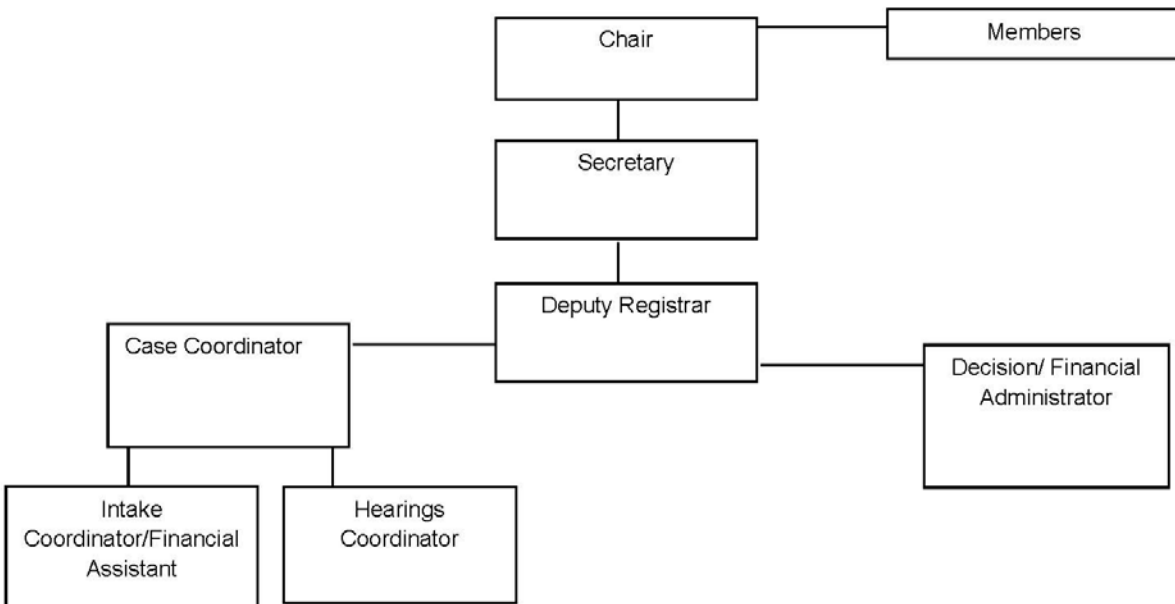 Chair
Members
Secretary
Deputy Registrar
Case Coordinator
Decision/ Financial
Administrator
Intake
Coordinator/Financial
Assistant
Hearings
Coordinator